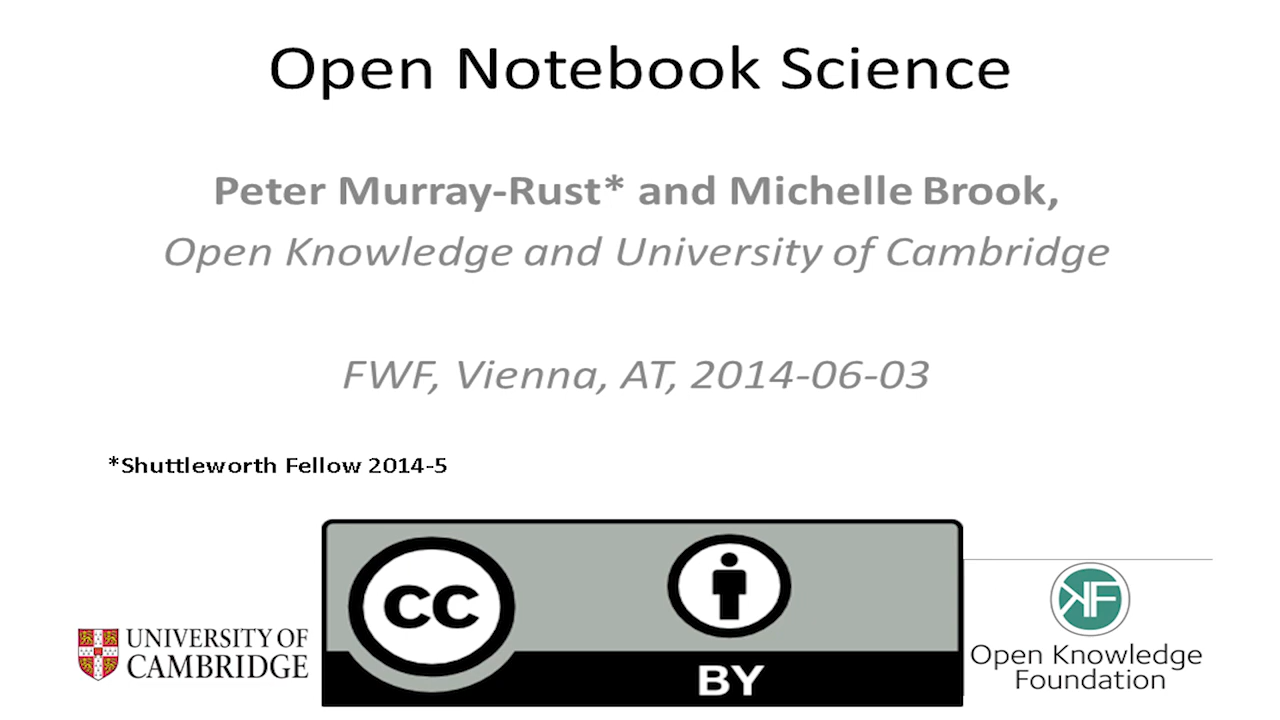 Open Notebook Science
Peter Murray-Rust* and Michelle Brook,
Open Knowledge and University of Cambridge
FWF, Vienna, AT, 2014-06-03
*Shuttleworth Fellow 2014-5
UNIVERSITY OF
CAMBRIDGE
CC
BY
KF
Open Knowledge
Foundation